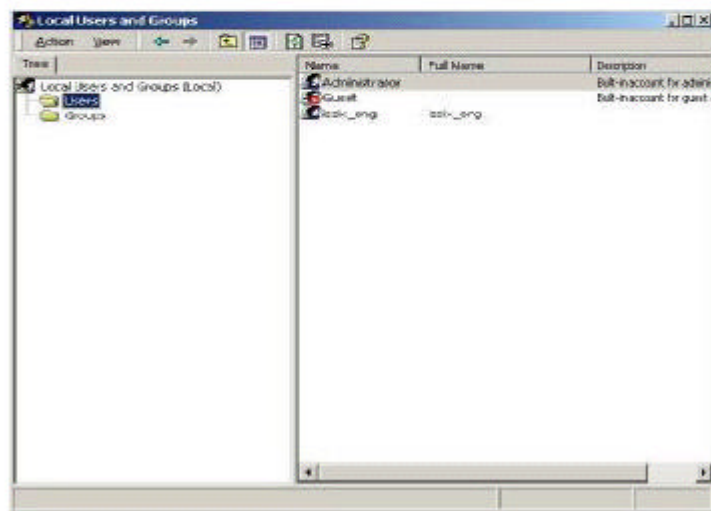 Local Users and Groups
Action View
Tree
Local Users and Groups (Local)
Users
Groups
Name Full Name Description
Administrator Built-in account for admini
Guest Built-in account for guest